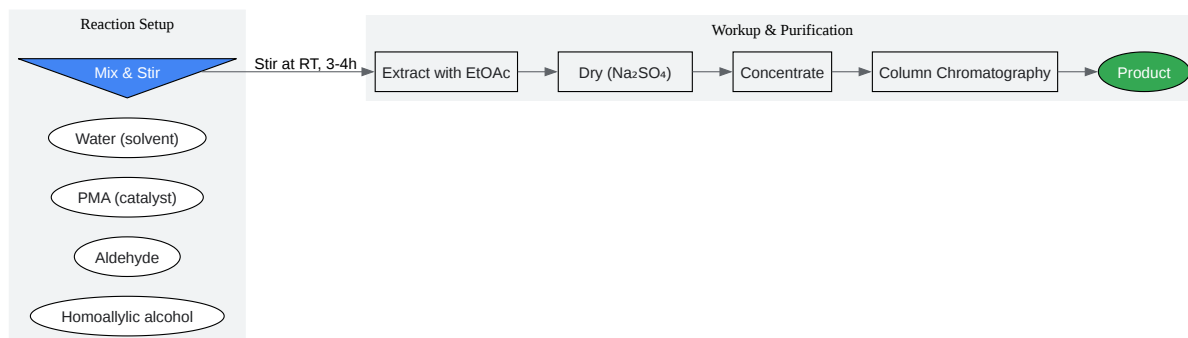 Reaction Setup
Mix & Stir
Water (solvent)
PMA (catalyst)
Aldehyde
Homoallylic alcohol
Stir at RT, 3-4h
Workup & Purification
Extract with EtOAc
Dry (Na₂SO₄)
Concentrate
Column Chromatography
Product